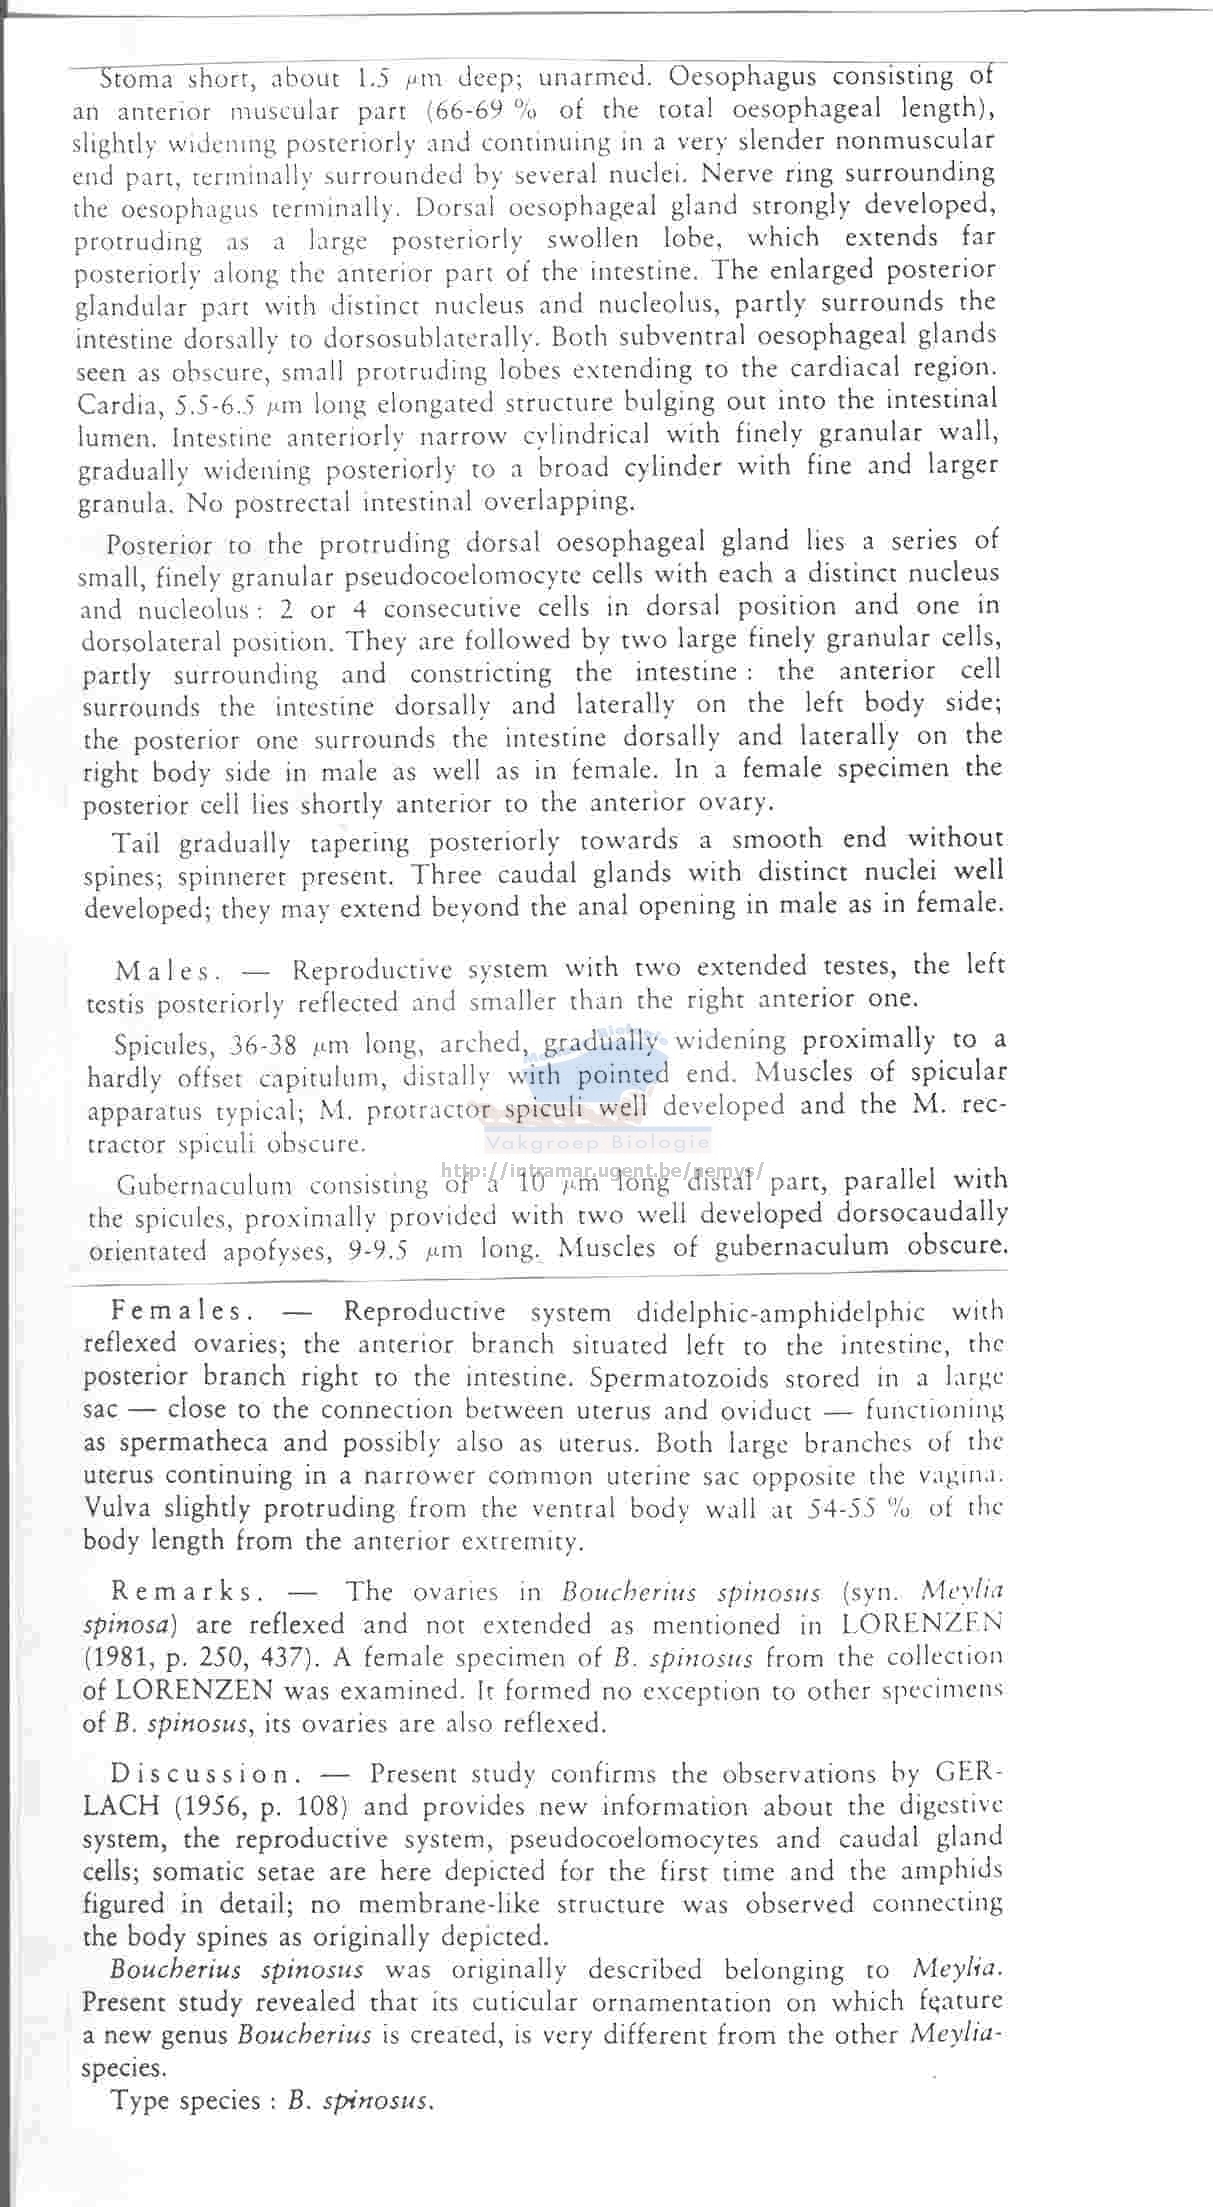 Stoma short, about 1.5 μm deep; unarmed. Oesophagus consisting of
an anterior muscular part (66-69 % of the total oesophageal length),
slightly widening posteriorly and continuing in a very slender nonmuscular
end part, terminally surrounded by several nuclei. Nerve ring surrounding
the oesophagus terminally. Dorsal oesophageal gland strongly developed,
protruding as a large posteriorly swollen lobe, which extends far
posteriorly along the anterior part of the intestine. The enlarged posterior
glandular part with distinct nucleus and nucleolus, partly surrounds the
intestine dorsally to dorsosublaterally. Both subventral oesophageal glands
seen as obscure, small protruding lobes extending to the cardiacal region.
Cardia, 5.5-6.5 μm long elongated structure bulging out into the intestinal
lumen. Intestine anteriorly narrow cylindrical with finely granular wall,
gradually widening posteriorly to a broad cylinder with fine and larger
granula. No postrectal intestinal overlapping.
Posterior to the protruding dorsal oesophageal gland lies a series of
small, finely granular pseudocoelomocyte cells with each a distinct nucleus
and nucleolus : 2 or 4 consecutive cells in dorsal position and one in
dorsolateral position. They are followed by two large finely granular cells,
partly surrounding and constricting the intestine : the anterior cell
surrounds the intestine dorsally and laterally on the left body side;
the posterior one surrounds the intestine dorsally and laterally on the
right body side in male as well as in female. In a female specimen the
posterior cell lies shortly anterior to the anterior ovary.
Tail gradually tapering posteriorly towards a smooth end without
spines; spinneret present. Three caudal glands with distinct nuclei well
developed; they may extend beyond the anal opening in male as in female.
Males. — Reproductive system with two extended testes, the left
testis posteriorly reflected and smaller than the right anterior one.
Spicules, 36-38 μm long, arched, gradually widening proximally to a
hardly offset capitulum, distally with pointed end. Muscles of spicular
apparatus typical; M. protractor spiculi well developed and the M. rec-
tractor spiculi obscure.
Vakgroep Biologie
http://intramar.ugent.be/nemys/
Gubernaculum consisting of a 10 μm long distal part, parallel with
the spicules, proximally provided with two well developed dorsocaudally
orientated apofyses, 9-9.5 μm long. Muscles of gubernaculum obscure.
Females. — Reproductive system didelphic-amphidelphic with
reflexed ovaries; the anterior branch situated left to the intestine, the
posterior branch right to the intestine. Spermatozoids stored in a large
sac — close to the connection between uterus and oviduct — functioning
as spermatheca and possibly also as uterus. Both large branches of the
uterus continuing in a narrower common uterine sac opposite the vagina.
Vulva slightly protruding from the ventral body wall at 54-55 % of the
body length from the anterior extremity.
Remarks. — The ovaries in Boucherius spinosus (syn. Meylia
spinosa) are reflexed and not extended as mentioned in LORENZEN
(1981, p. 250, 437). A female specimen of B. spinosus from the collection
of LORENZEN was examined. It formed no exception to other specimens
of B. spinosus, its ovaries are also reflexed.
Discussion. — Present study confirms the observations by GER-
LACH (1956, p. 108) and provides new information about the digestive
system, the reproductive system, pseudocoelomocytes and caudal gland
cells; somatic setae are here depicted for the first time and the amphids
figured in detail; no membrane-like structure was observed connecting
the body spines as originally depicted.
Boucherius spinosus was originally described belonging to Meylia.
Present study revealed that its cuticular ornamentation on which feature
a new genus Boucherius is created, is very different from the other Meylia-
species.
Type species : B. spinosus.